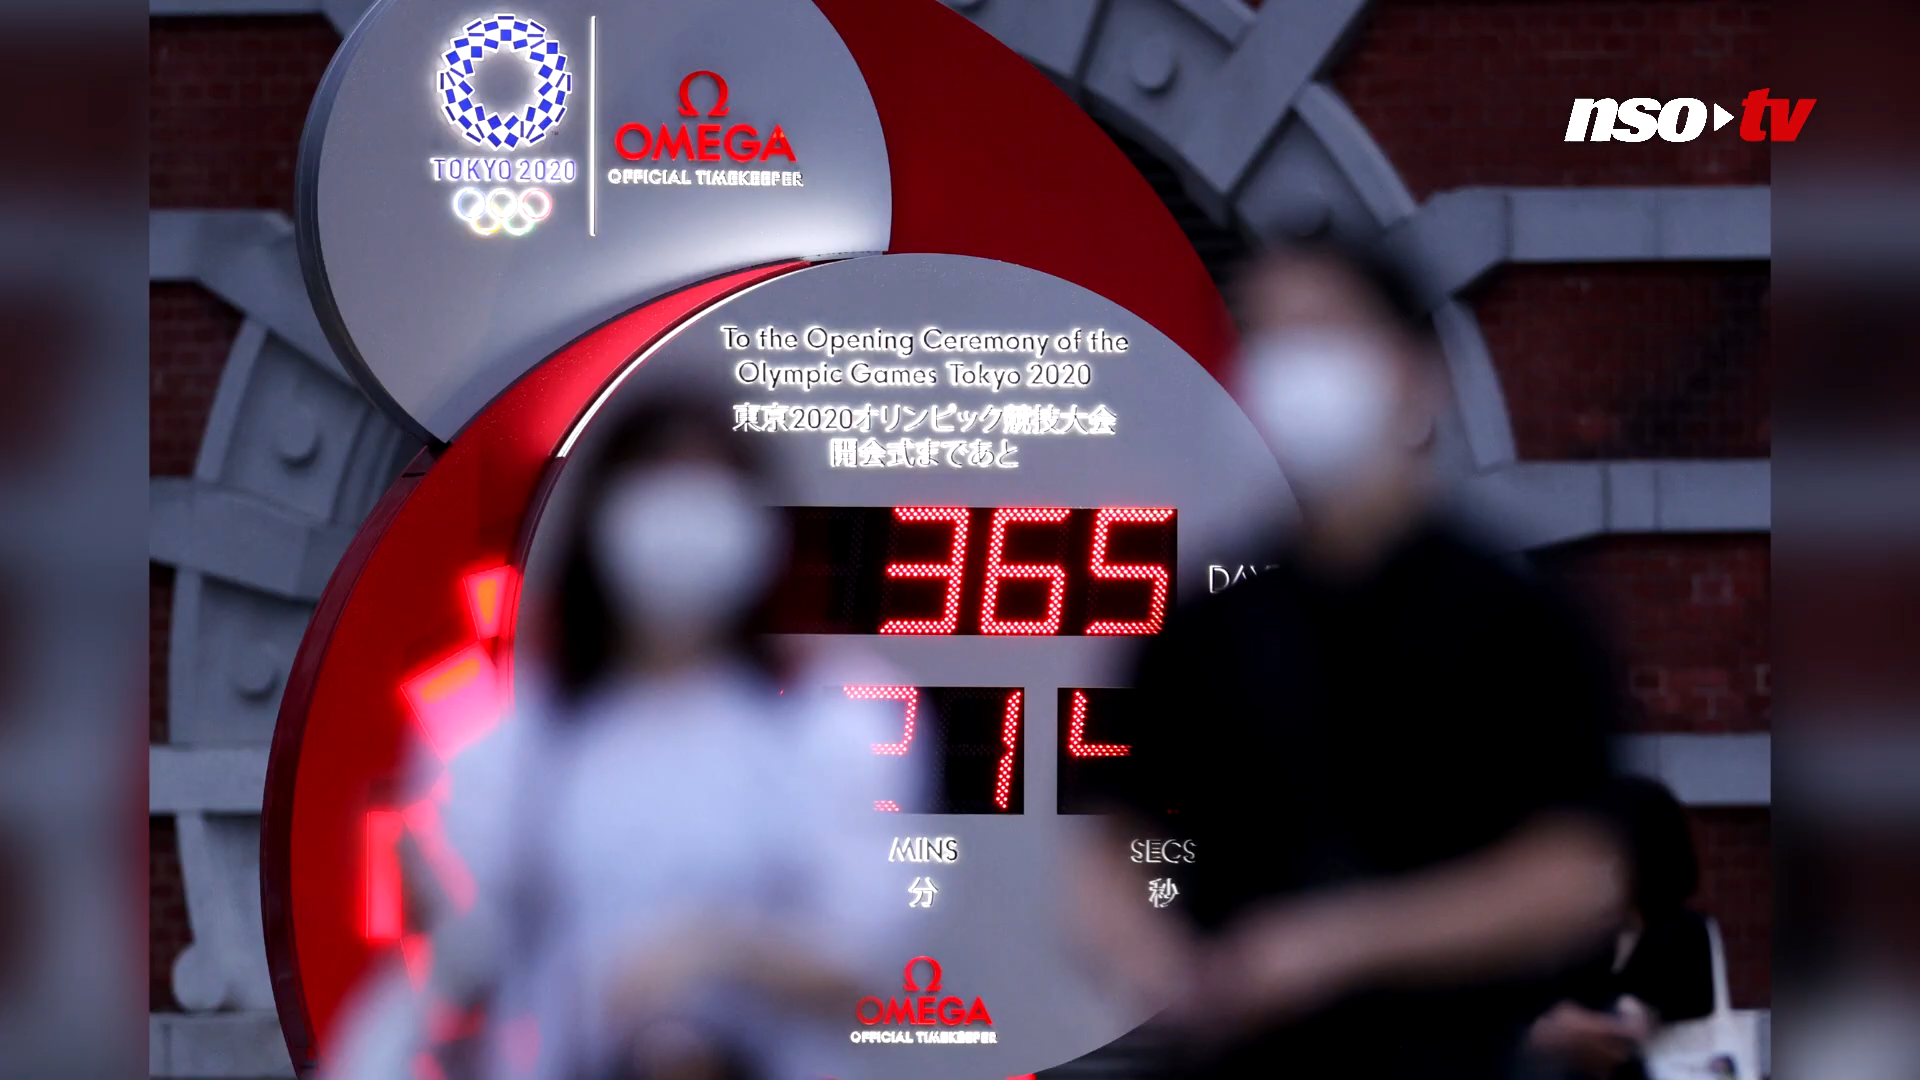 TOKYO 2020
Ω
OMEGA
OFFICIAL TIMEKEEPER
nso tv
To the Opening Ceremony of the
Olympic Games Tokyo 2020
東京2020オリンピック競技大会
開会式まであと
365
MINS
SECS
分
秒
Ω
OMEGA
OFFICIAL TIMEKEEPER